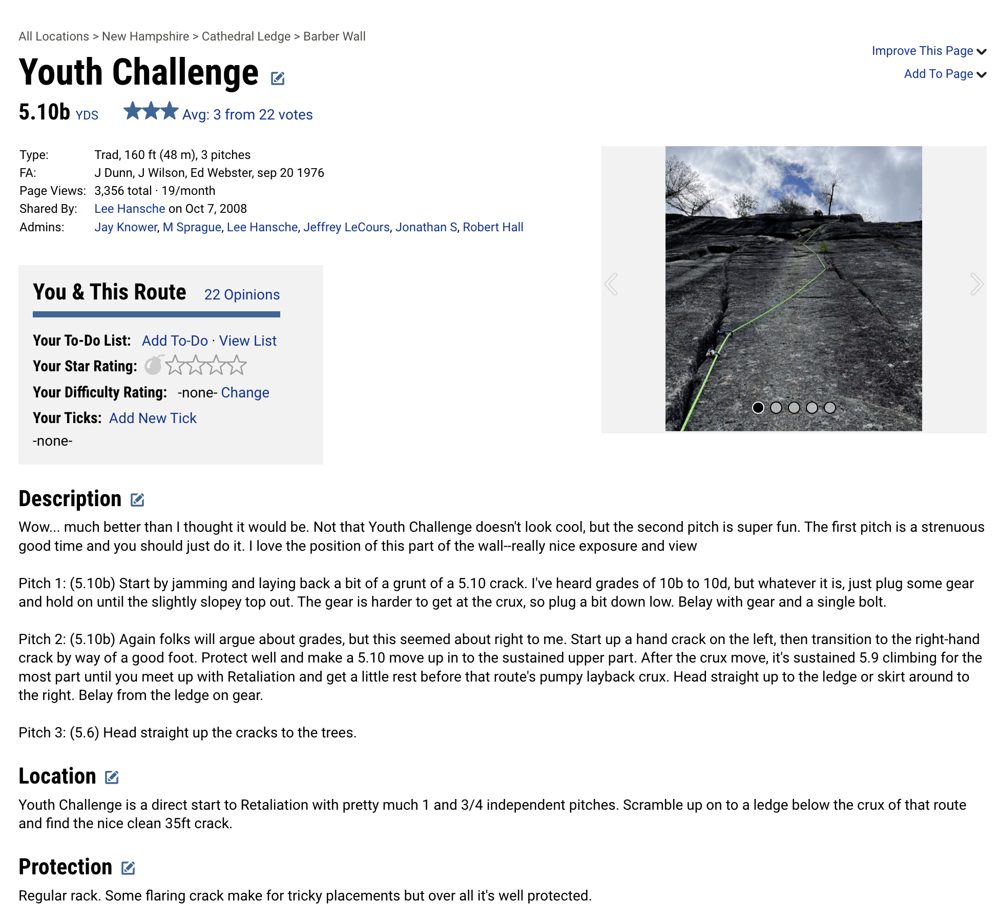 All Locations > New Hampshire > Cathedral Ledge > Barber Wall
Improve This Page
Add To Page
Youth Challenge
5.10b YDS Avg: 3 from 22 votes
Type: Trad, 160 ft (48 m), 3 pitches
FA: J Dunn, J Wilson, Ed Webster, sep 20 1976
Page Views: 3,356 total · 19/month
Shared By: Lee Hansche on Oct 7, 2008
Admins: Jay Knower, M Sprague, Lee Hansche, Jeffrey LeCours, Jonathan S, Robert Hall
You & This Route 22 Opinions
Your To-Do List: Add To-Do · View List
Your Star Rating:
Your Difficulty Rating: -none- Change
Your Ticks: Add New Tick
-none-
Description
Wow... much better than I thought it would be. Not that Youth Challenge doesn't look cool, but the second pitch is super fun. The first pitch is a strenuous
good time and you should just do it. I love the position of this part of the wall--really nice exposure and view
Pitch 1: (5.10b) Start by jamming and laying back a bit of a grunt of a 5.10 crack. I've heard grades of 10b to 10d, but whatever it is, just plug some gear
and hold on until the slightly slopey top out. The gear is harder to get at the crux, so plug a bit down low. Belay with gear and a single bolt.
Pitch 2: (5.10b) Again folks will argue about grades, but this seemed about right to me. Start up a hand crack on the left, then transition to the right-hand
crack by way of a good foot. Protect well and make a 5.10 move up in to the sustained upper part. After the crux move, it's sustained 5.9 climbing for the
most part until you meet up with Retaliation and get a little rest before that route's pumpy layback crux. Head straight up to the ledge or skirt around to
the right. Belay from the ledge on gear.
Pitch 3: (5.6) Head straight up the cracks to the trees.
Location
Youth Challenge is a direct start to Retaliation with pretty much 1 and 3/4 independent pitches. Scramble up on to a ledge below the crux of that route
and find the nice clean 35ft crack.
Protection
Regular rack. Some flaring crack make for tricky placements but over all it's well protected.